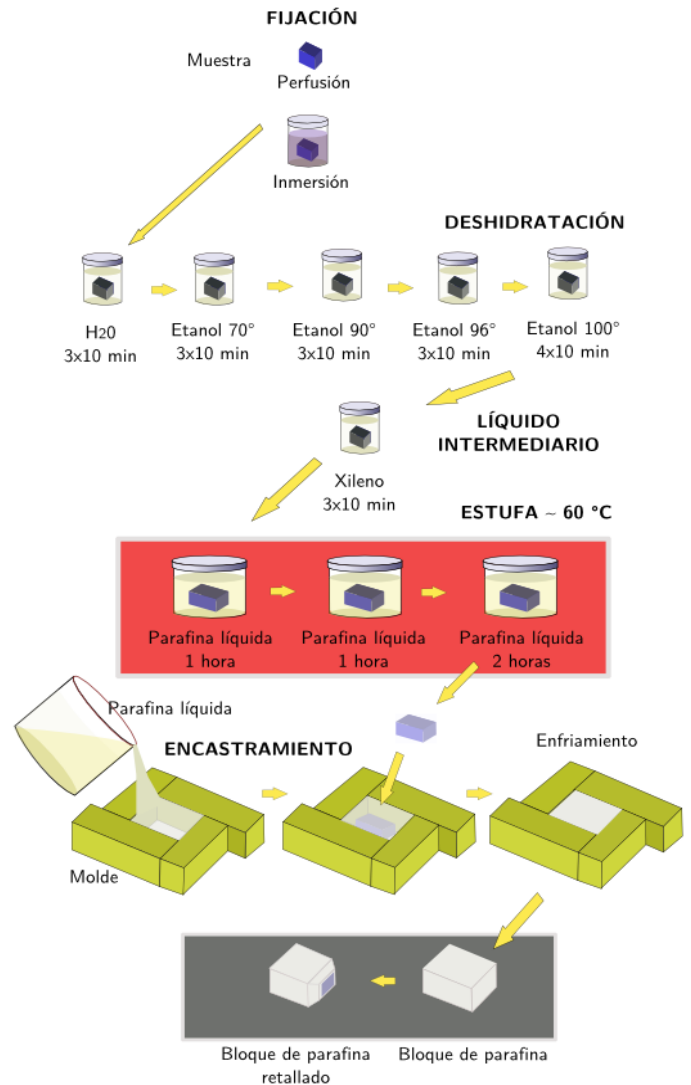 FIJACIÓN
Muestra
Perfusión
Inmersión
DESHIDRATACIÓN
H20
3x10 min
Etanol 70°
3x10 min
Etanol 90°
3x10 min
Etanol 96°
3x10 min
Etanol 100°
4x10 min
LÍQUIDO
INTERMEDIARIO
Xileno
3x10 min
ESTUFA ~ 60 °C
Parafina líquida
1 hora
Parafina líquida
1 hora
Parafina líquida
2 horas
Parafina líquida
ENCASTRAMIENTO
Enfriamiento
Molde
Bloque de parafina
retallado
Bloque de parafina